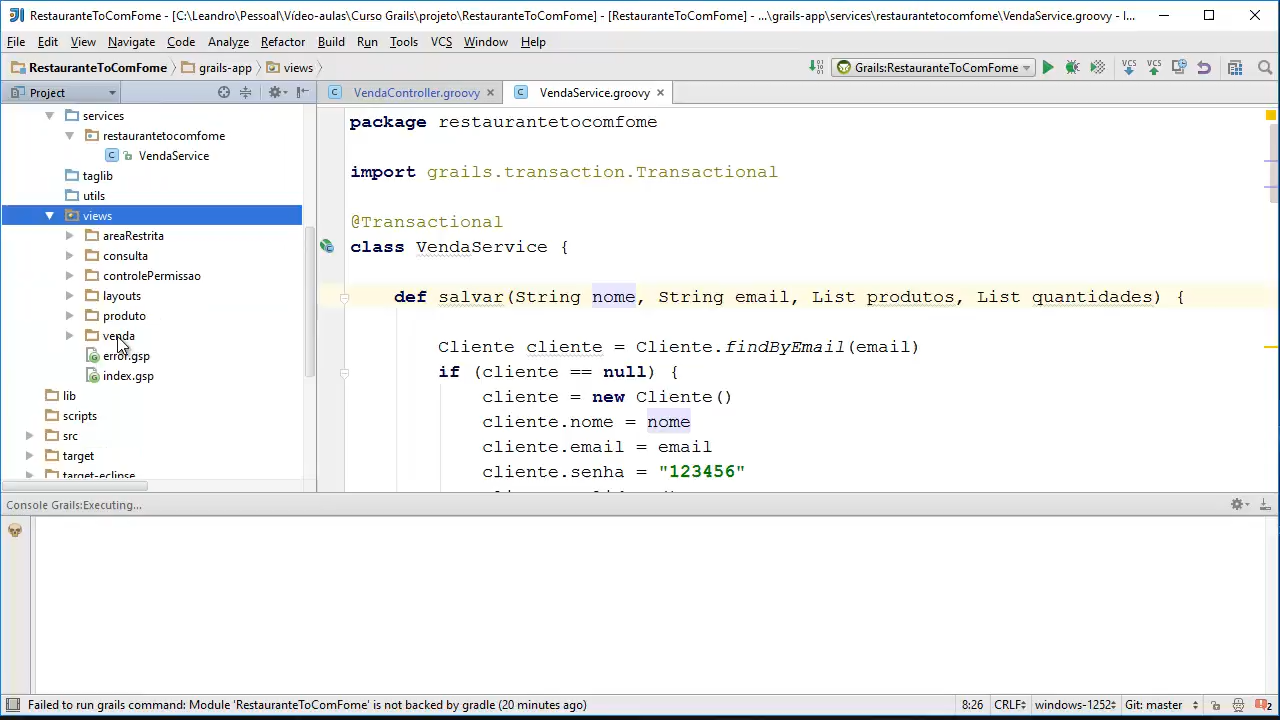 RestauranteToComFome - [C:\Leandro\Pessoal\Vídeo-aulas\Curso Grails\projeto\RestauranteToComFome] - [RestauranteToComFome] - ...\grails-app\services\restaurantetocomfome\VendaService.groovy - I...
File Edit View Navigate Code Analyze Refactor Build Run Tools VCS Window Help
RestauranteToComFome grails-app views Grails:RestauranteToComFome VCS VCS
Project VendaController.groovy VendaService.groovy
services
restaurantetocomfome
VendaService
taglib
utils
views
areaRestrita
consulta
controlePermissao
layouts
produto
venda
error.gsp
index.gsp
lib
scripts
src
target
target-eclipse
package restaurantetocomfome
import grails.transaction.Transactional
@Transactional
class VendaService {
def salvar(String nome, String email, List produtos, List quantidades) {
Cliente cliente = Cliente.findByEmail(email)
if (cliente == null) {
cliente = new Cliente()
cliente.nome = nome
cliente.email = email
cliente.senha = "123456"
Console Grails:Executing...
Failed to run grails command: Module 'RestauranteToComFome' is not backed by gradle (20 minutes ago) 8:26 CRLF windows-1252 Git: master 2